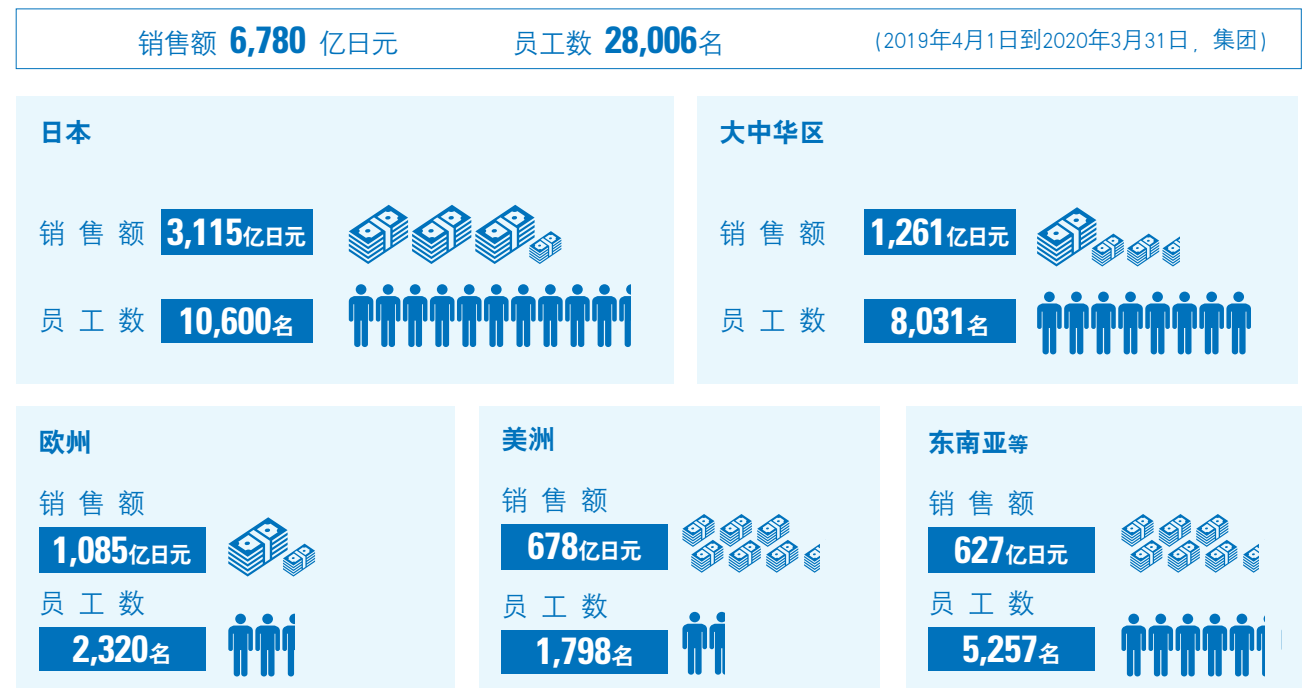 销售额 6,780 亿日元 员工数 28,006名 (2019年4月1日到2020年3月31日，集团)
日本
销售额 3,115亿日元
员工数 10,600名
大中华区
销售额 1,261亿日元
员工数 8,031名
欧州
销售额
1,085亿日元
员工数
2,320名
美洲
销售额
678亿日元
员工数
1,798名
东南亚等
销售额
627亿日元
员工数
5,257名